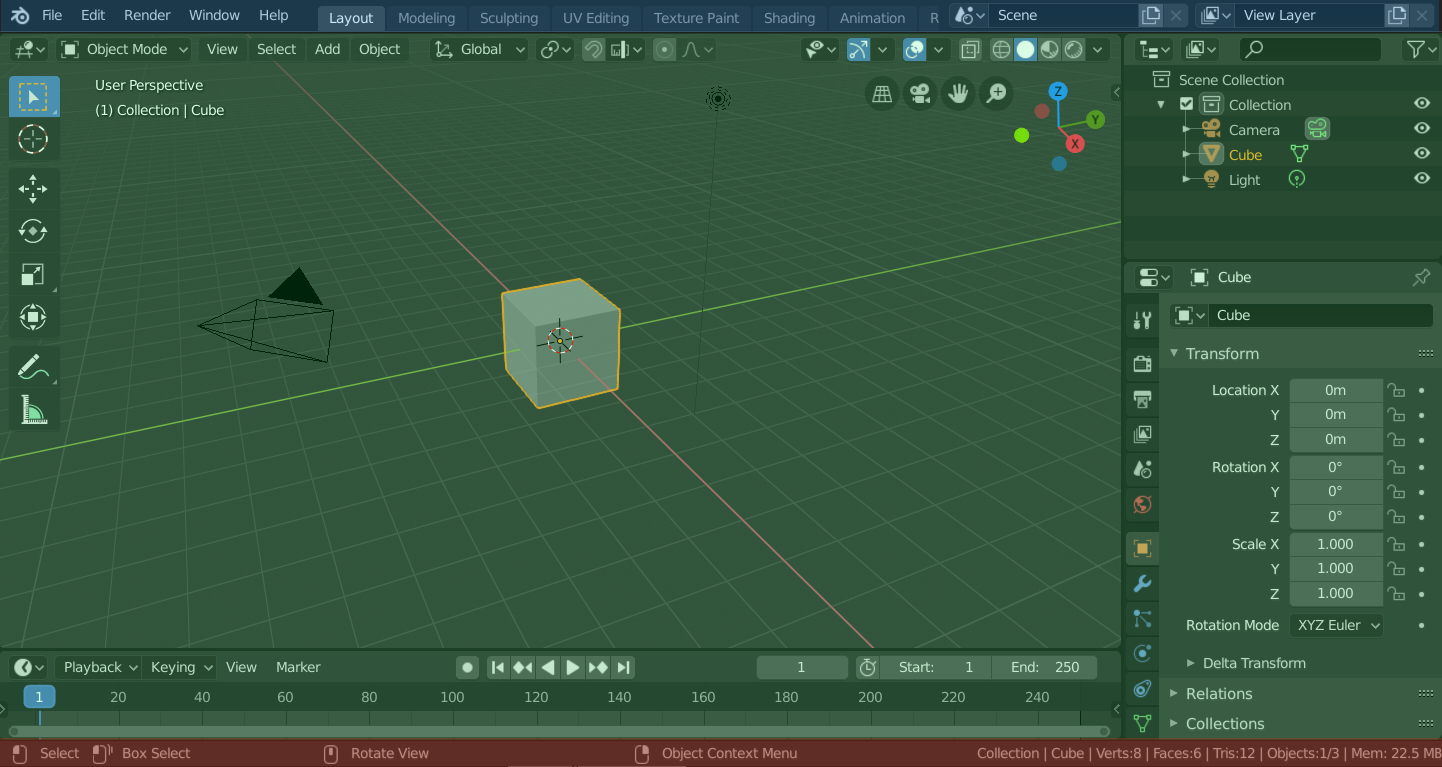 File Edit Render Window Help Layout Modeling Sculpting UV Editing Texture Paint Shading Animation R Scene View Layer
Object Mode View Select Add Object Global
User Perspective
(1) Collection | Cube
Z
Y
X
Scene Collection
Collection
Camera
Cube
Light
Cube
Cube
Transform
Location X 0m
Y 0m
Z 0m
Rotation X 0°
Y 0°
Z 0°
Scale X 1.000
Y 1.000
Z 1.000
Rotation Mode XYZ Euler
Delta Transform
Relations
Collections
Playback Keying View Marker 1 Start: 1 End: 250
1 20 40 60 80 100 120 140 160 180 200 220 240
Select Box Select Rotate View Object Context Menu Collection | Cube | Verts:8 | Faces:6 | Tris:12 | Objects:1/3 | Mem: 22.5 MB